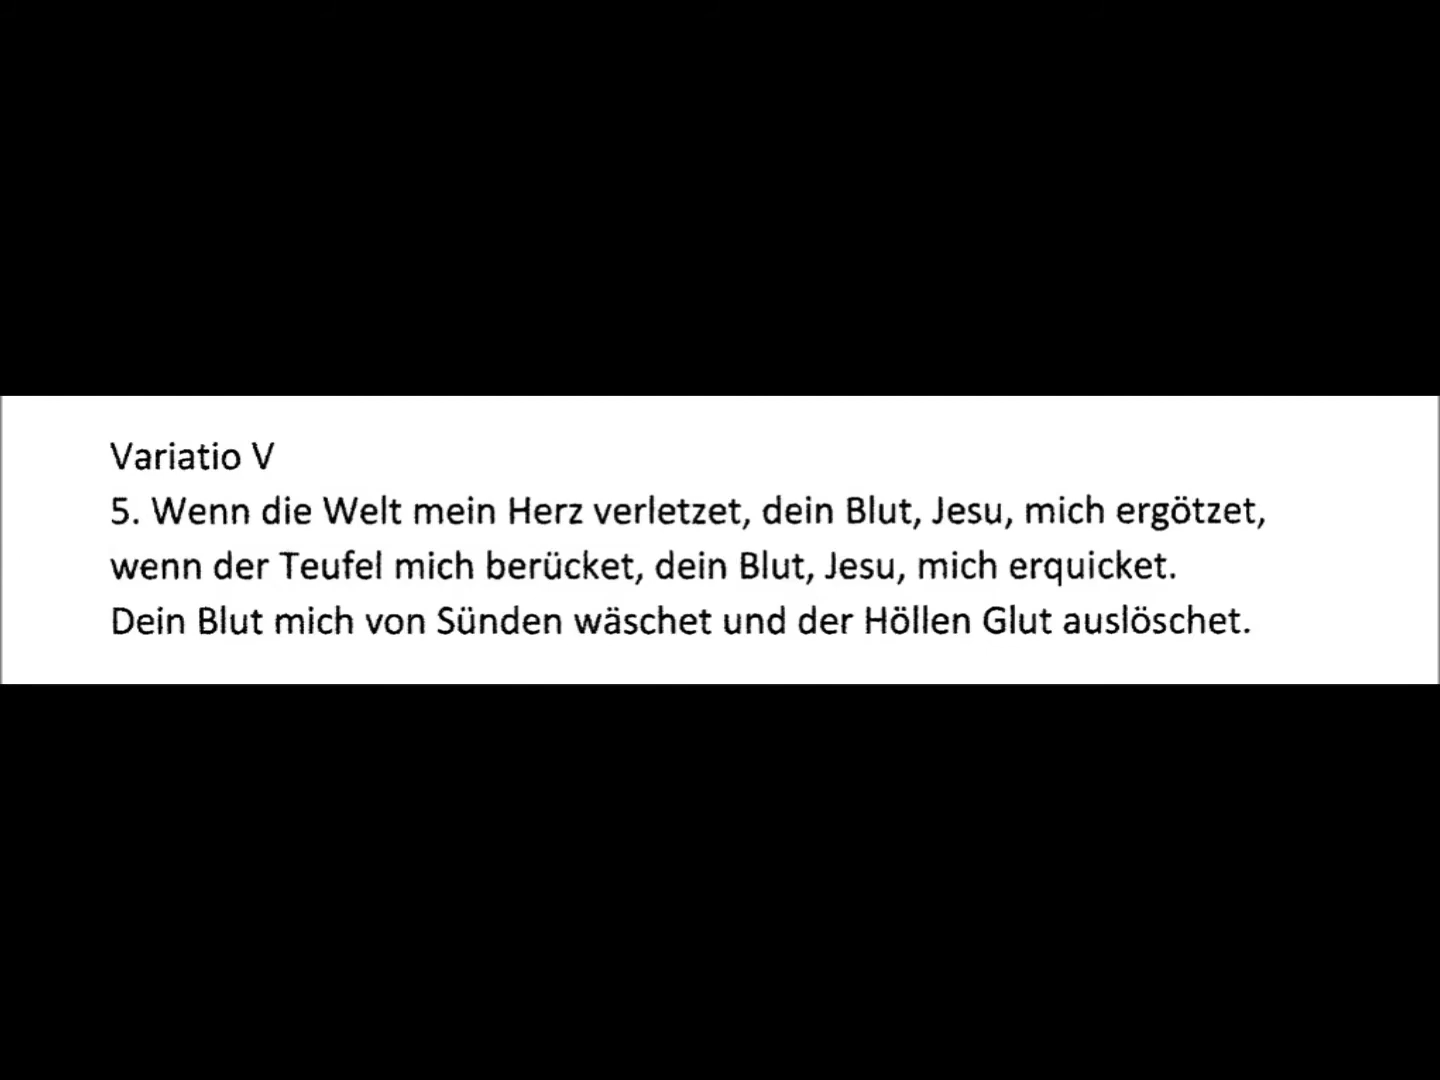 Variatio V
5. Wenn die Welt mein Herz verletzet, dein Blut, Jesu, mich ergötzet,
wenn der Teufel mich berücket, dein Blut, Jesu, mich erquicket.
Dein Blut mich von Sünden wäschet und der Höllen Glut auslöschet.